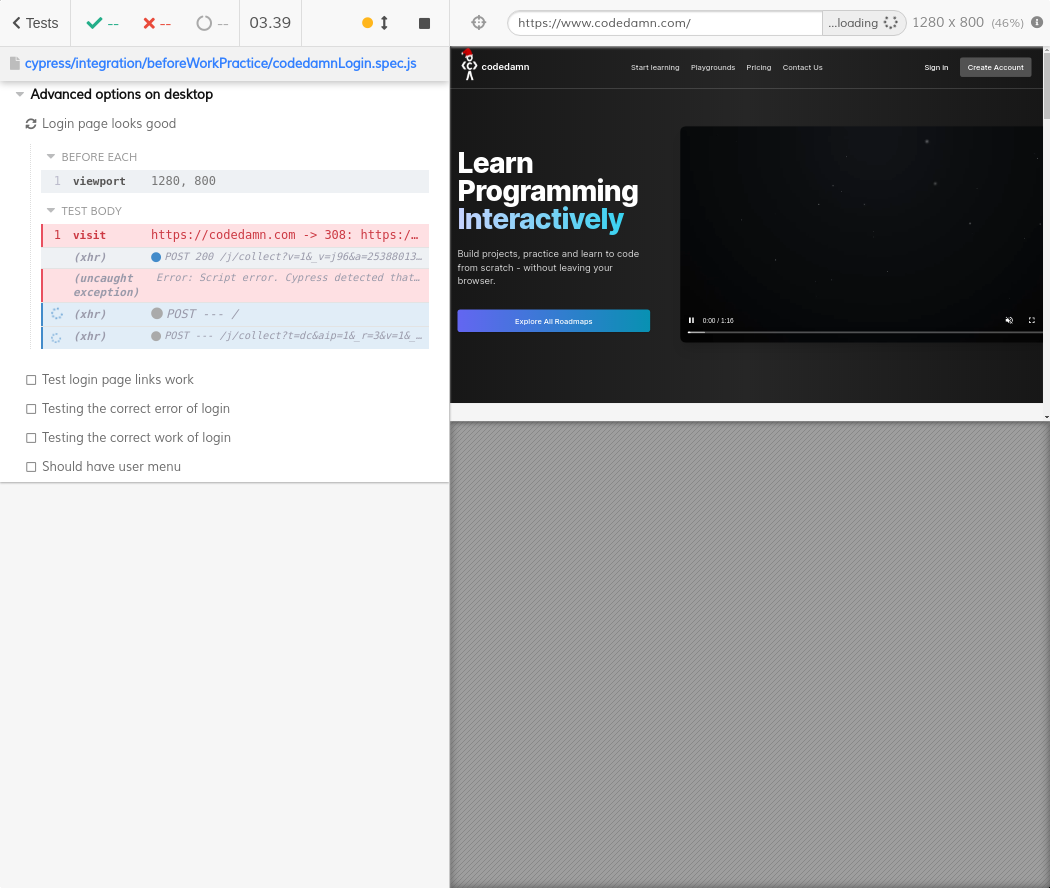 Tests
--
--
--
03.39
cypress/integration/beforeWorkPractice/codedamnLogin.spec.js
Advanced options on desktop
Login page looks good
BEFORE EACH
1 viewport 1280, 800
TEST BODY
1 visit https://codedamn.com -> 308: https:/…
(xhr) POST 200 /j/collect?v=1&_v=j96&a=25388013…
(uncaught exception) Error: Script error. Cypress detected that…
(xhr) POST --- /
(xhr) POST --- /j/collect?t=dc&aip=1&_r=3&v=1&_…
Test login page links work
Testing the correct error of login
Testing the correct work of login
Should have user menu
https://www.codedamn.com/
...loading
1280 x 800 (46%)
codedamn
Start learning Playgrounds Pricing Contact Us
Sign in Create Account
Learn
Programming
Interactively
Build projects, practice and learn to code
from scratch - without leaving your
browser.
Explore All Roadmaps
0:00 / 1:16